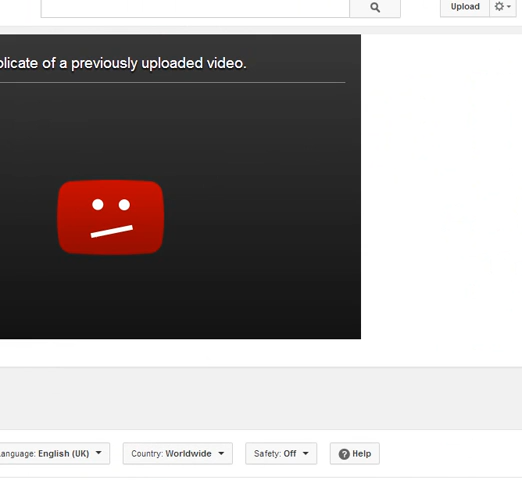 Upload
plicate of a previously uploaded video.
anguage: English (UK)
Country: Worldwide
Safety: Off
? Help